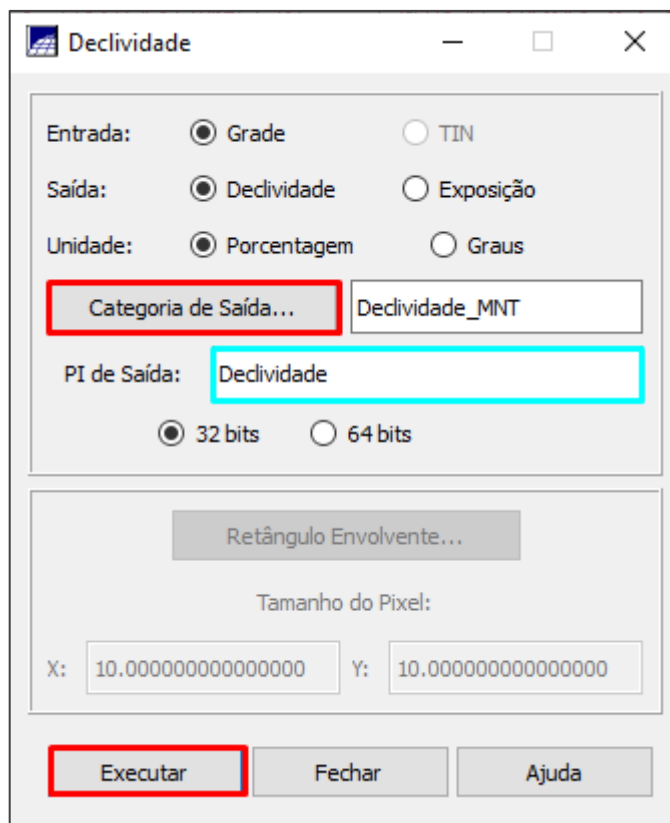 Declividade
Entrada: Grade TIN
Saída: Declividade Exposição
Unidade: Porcentagem Graus
Categoria de Saída... Declividade_MNT
PI de Saída: Declividade
32 bits 64 bits
Retângulo Envolvente...
Tamanho do Pixel:
X: 10.000000000000000 Y: 10.000000000000000
Executar Fechar Ajuda